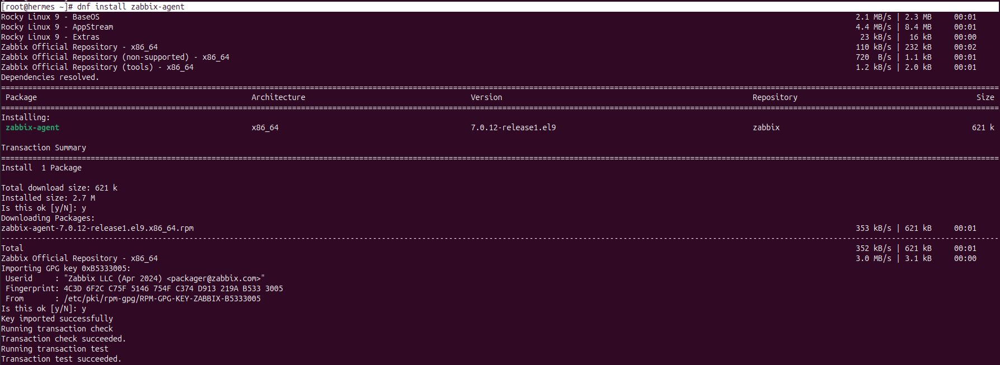 [root@hermes ~]# dnf install zabbix-agent
Rocky Linux 9 - BaseOS 2.1 MB/s | 2.3 MB 00:01
Rocky Linux 9 - AppStream 4.4 MB/s | 8.4 MB 00:01
Rocky Linux 9 - Extras 23 kB/s | 16 kB 00:00
Zabbix Official Repository - x86_64 110 kB/s | 232 kB 00:02
Zabbix Official Repository (non-supported) - x86_64 720 B/s | 1.1 kB 00:01
Zabbix Official Repository (tools) - x86_64 1.2 kB/s | 2.0 kB 00:01
Dependencies resolved.
Package Architecture Version Repository Size
Installing:
zabbix-agent x86_64 7.0.12-release1.el9 zabbix 621 k
Transaction Summary
Install 1 Package
Total download size: 621 k
Installed size: 2.7 M
Is this ok [y/N]: y
Downloading Packages:
zabbix-agent-7.0.12-release1.el9.x86_64.rpm 353 kB/s | 621 kB 00:01
Total 352 kB/s | 621 kB 00:01
Zabbix Official Repository - x86_64 3.0 MB/s | 3.1 kB 00:00
Importing GPG key 0xB5333005:
Userid : "Zabbix LLC (Apr 2024) <packager@zabbix.com>"
Fingerprint: 4C3D 6F2C C75F 5146 754F C374 D913 219A B533 3005
From : /etc/pki/rpm-gpg/RPM-GPG-KEY-ZABBIX-B5333005
Is this ok [y/N]: y
Key imported successfully
Running transaction check
Transaction check succeeded.
Running transaction test
Transaction test succeeded.